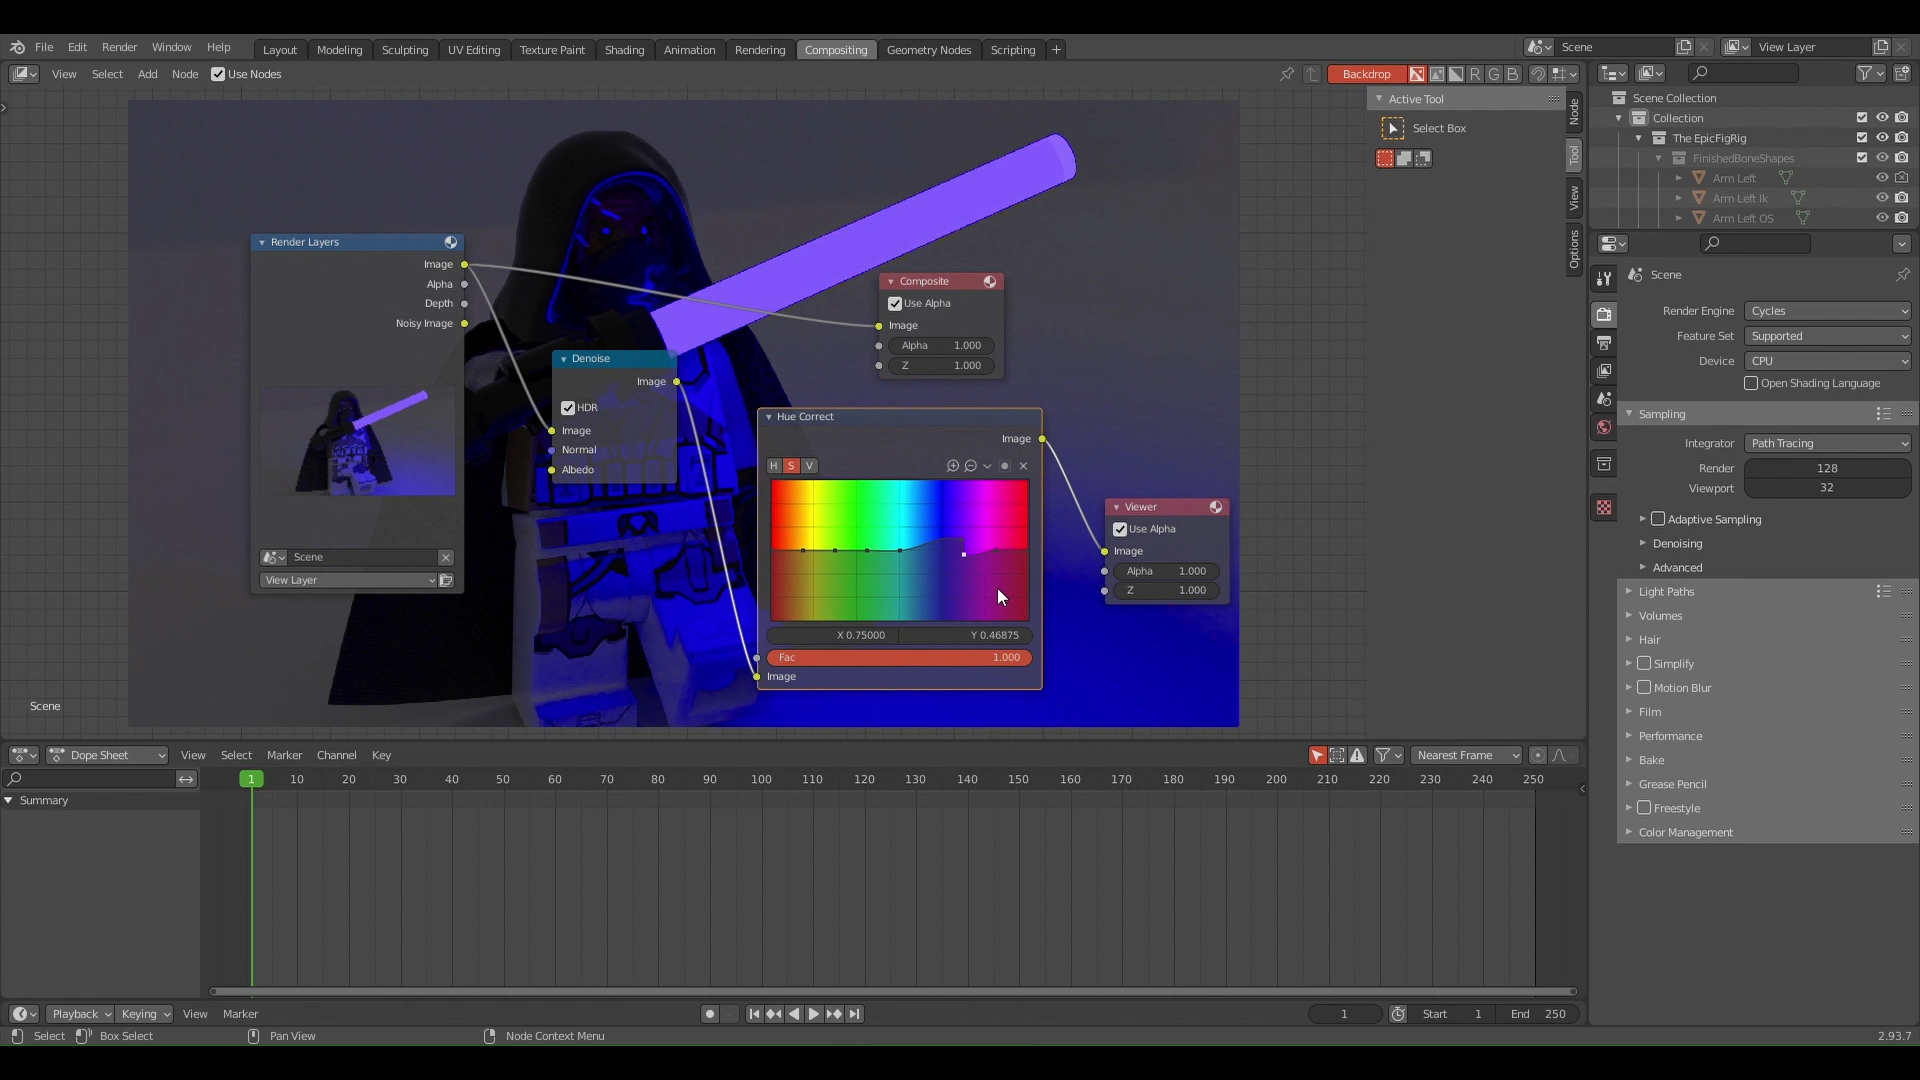 File Edit Render Window Help Layout Modeling Sculpting UV Editing Texture Paint Shading Animation Rendering Compositing Geometry Nodes Scripting + Scene View Layer
View Select Add Node Use Nodes Backdrop R G B
Active Tool
Select Box
Node
Tool
View
Options
Scene Collection
Collection
The EpicFigRig
FinishedBoneShapes
Arm Left
Arm Left Ik
Arm Left OS
Render Layers
Image
Alpha
Depth
Noisy Image
Scene
View Layer
Denoise
Image
HDR
Image
Normal
Albedo
Composite
Use Alpha
Image
Alpha 1.000
Z 1.000
Hue Correct
Image
H S V
X 0.75000 Y 0.46875
Fac 1.000
Image
Viewer
Use Alpha
Image
Alpha 1.000
Z 1.000
Scene
Scene
Render Engine Cycles
Feature Set Supported
Device CPU
Open Shading Language
Sampling
Integrator Path Tracing
Render 128
Viewport 32
Adaptive Sampling
Denoising
Advanced
Light Paths
Volumes
Hair
Simplify
Motion Blur
Film
Performance
Bake
Grease Pencil
Freestyle
Color Management
Dope Sheet View Select Marker Channel Key Nearest Frame
1 10 20 30 40 50 60 70 80 90 100 110 120 130 140 150 160 170 180 190 200 210 220 230 240 250
Summary
Playback Keying View Marker 1 Start 1 End 250
Select Box Select Pan View Node Context Menu 2.93.7